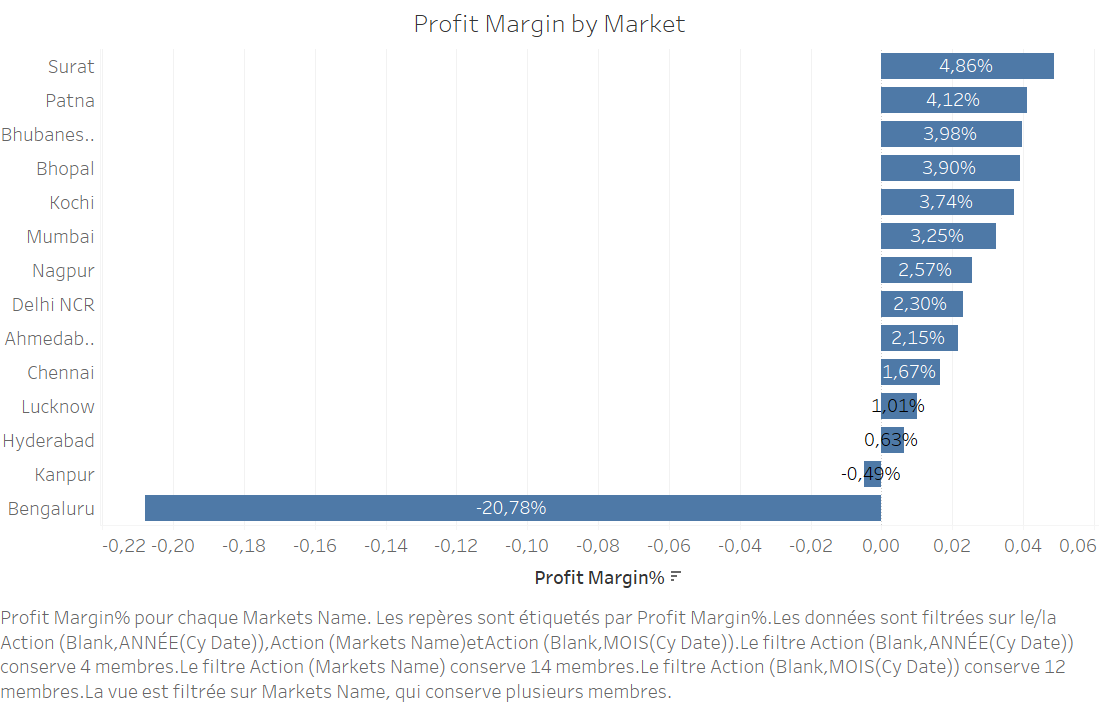 Profit Margin by Market
Surat 4,86%
Patna 4,12%
Bhubanes.. 3,98%
Bhopal 3,90%
Kochi 3,74%
Mumbai 3,25%
Nagpur 2,57%
Delhi NCR 2,30%
Ahmedab.. 2,15%
Chennai 1,67%
Lucknow 1,01%
Hyderabad 0,63%
Kanpur -0,49%
Bengaluru -20,78%
-0,22 -0,20 -0,18 -0,16 -0,14 -0,12 -0,10 -0,08 -0,06 -0,04 -0,02 0,00 0,02 0,04 0,06
Profit Margin%
Profit Margin% pour chaque Markets Name. Les repères sont étiquetés par Profit Margin%.Les données sont filtrées sur le/la
Action (Blank,ANNÉE(Cy Date)),Action (Markets Name)etAction (Blank,MOIS(Cy Date)).Le filtre Action (Blank,ANNÉE(Cy Date))
conserve 4 membres.Le filtre Action (Markets Name) conserve 14 membres.Le filtre Action (Blank,MOIS(Cy Date)) conserve 12
membres.La vue est filtrée sur Markets Name, qui conserve plusieurs membres.